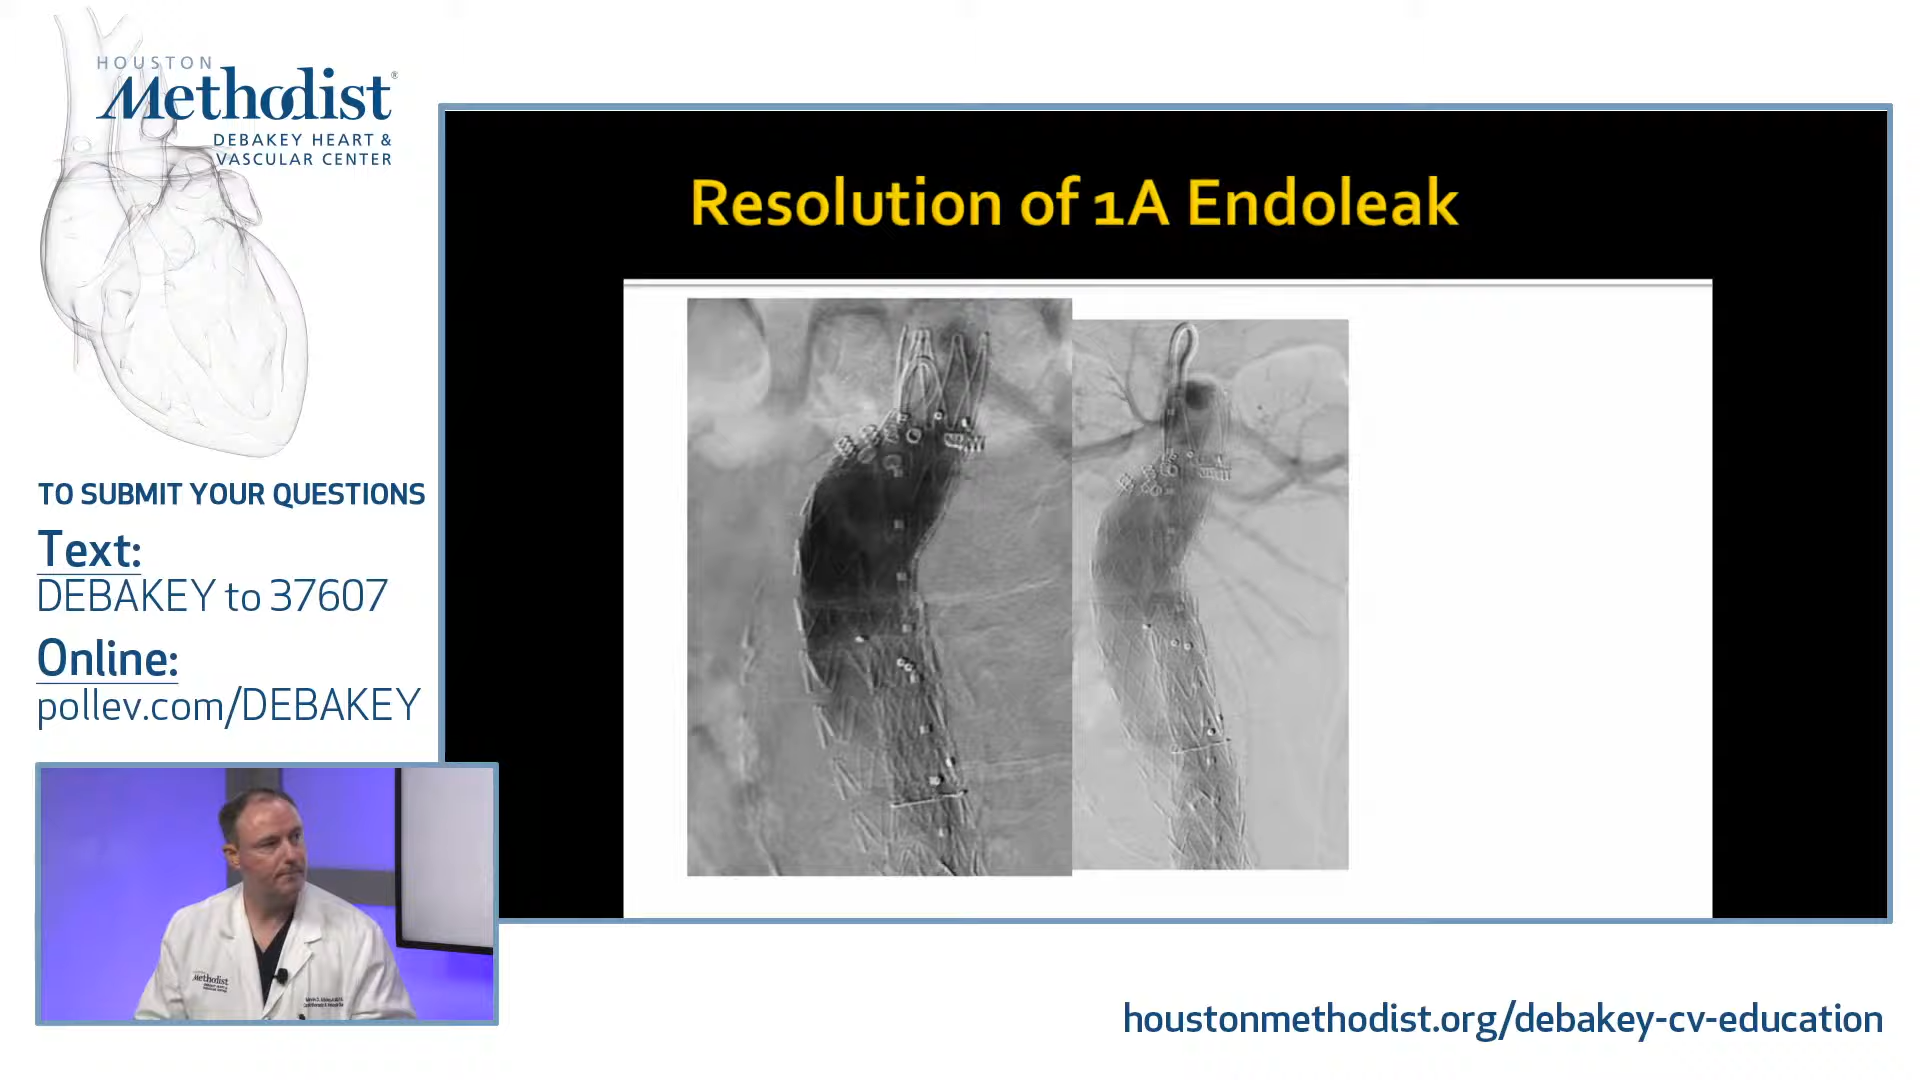 HOUSTON
Methodist®
DEBAKEY HEART &
VASCULAR CENTER
TO SUBMIT YOUR QUESTIONS
Text:
DEBAKEY to 37607
Online:
pollev.com/DEBAKEY
Resolution of 1A Endoleak
Methodist
houstonmethodist.org/debakey-cv-education